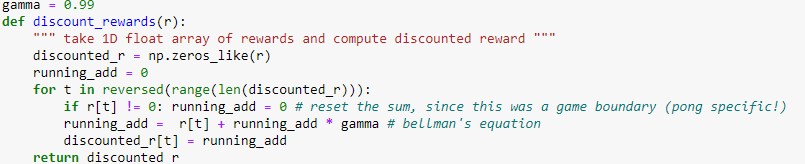 gamma = 0.99
def discount_rewards(r):
    """ take 1D float array of rewards and compute discounted reward """
    discounted_r = np.zeros_like(r)
    running_add = 0
    for t in reversed(range(len(discounted_r))):
        if r[t] != 0: running_add = 0 # reset the sum, since this was a game boundary (pong specific!)
        running_add =  r[t] + running_add * gamma # bellman's equation
        discounted_r[t] = running_add
    return discounted_r